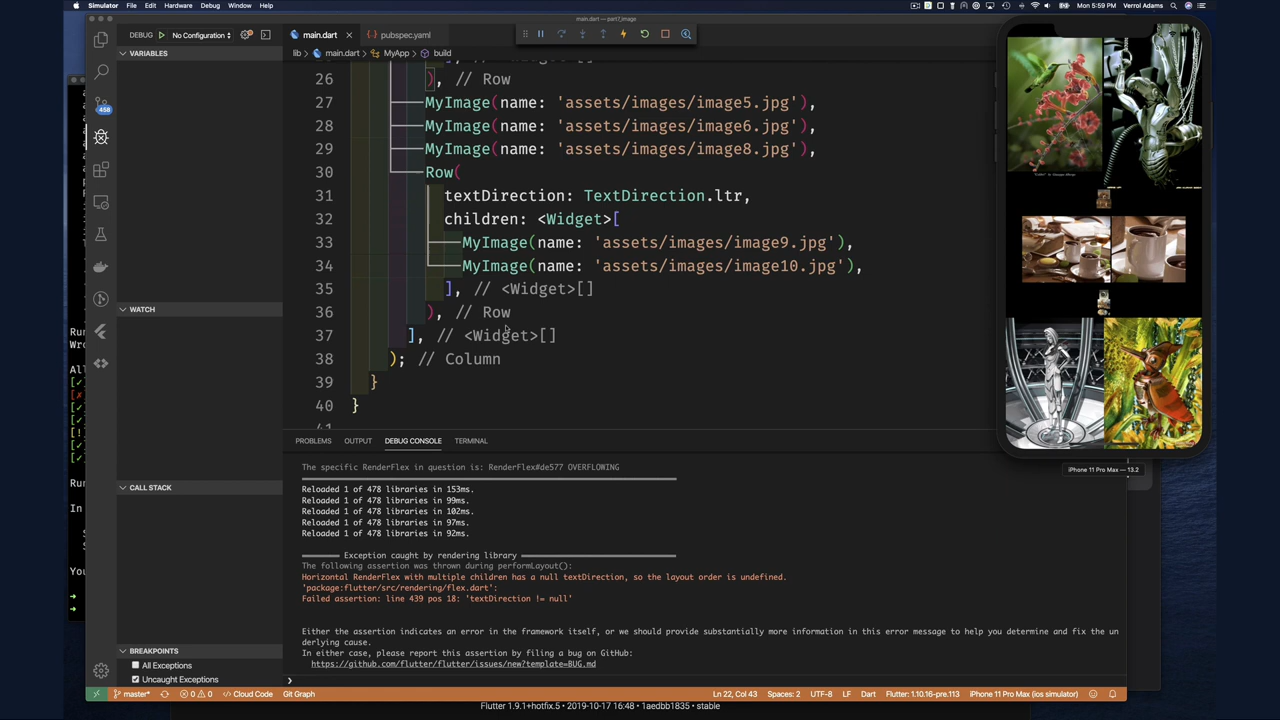 Simulator File Edit Hardware Debug Window Help
Mon 5:59 PM Verrol Adams
main.dart — part7_image
DEBUG No Configuration
main.dart
pubspec.yaml
lib › main.dart › MyApp › build
VARIABLES
458
26 ), // Row
27 MyImage(name: 'assets/images/image5.jpg'),
28 MyImage(name: 'assets/images/image6.jpg'),
29 MyImage(name: 'assets/images/image8.jpg'),
30 Row(
31 textDirection: TextDirection.ltr,
32 children: <Widget>[
33 MyImage(name: 'assets/images/image9.jpg'),
34 MyImage(name: 'assets/images/image10.jpg'),
35 ], // <Widget>[]
36 ), // Row
37 ], // <Widget>[]
38 ); // Column
39 }
40 }
41
WATCH
CALL STACK
BREAKPOINTS
All Exceptions
Uncaught Exceptions
PROBLEMS OUTPUT DEBUG CONSOLE TERMINAL
The specific RenderFlex in question is: RenderFlex#de577 OVERFLOWING
Reloaded 1 of 478 libraries in 153ms.
Reloaded 1 of 478 libraries in 99ms.
Reloaded 1 of 478 libraries in 102ms.
Reloaded 1 of 478 libraries in 97ms.
Reloaded 1 of 478 libraries in 92ms.
Exception caught by rendering library
The following assertion was thrown during performLayout():
Horizontal RenderFlex with multiple children has a null textDirection, so the layout order is undefined.
'package:flutter/src/rendering/flex.dart':
Failed assertion: line 439 pos 18: 'textDirection != null'
Either the assertion indicates an error in the framework itself, or we should provide substantially more information in this error message to help you determine and fix the un
derlying cause.
In either case, please report this assertion by filing a bug on GitHub:
https://github.com/flutter/flutter/issues/new?template=BUG.md
iPhone 11 Pro Max — 13.2
master* 0 0 Cloud Code Git Graph
Ln 22, Col 43 Spaces: 2 UTF-8 LF Dart Flutter: 1.10.16-pre.113 iPhone 11 Pro Max (ios simulator)
Flutter 1.9.1+hotfix.5 • 2019-10-17 16:48 • 1aedbb1835 • stable